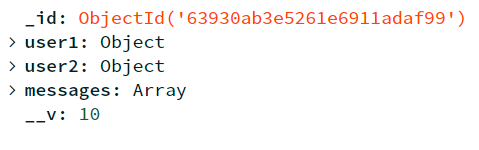 _id: ObjectId('63930ab3e5261e6911adaf99')
> user1: Object
> user2: Object
> messages: Array
__v: 10